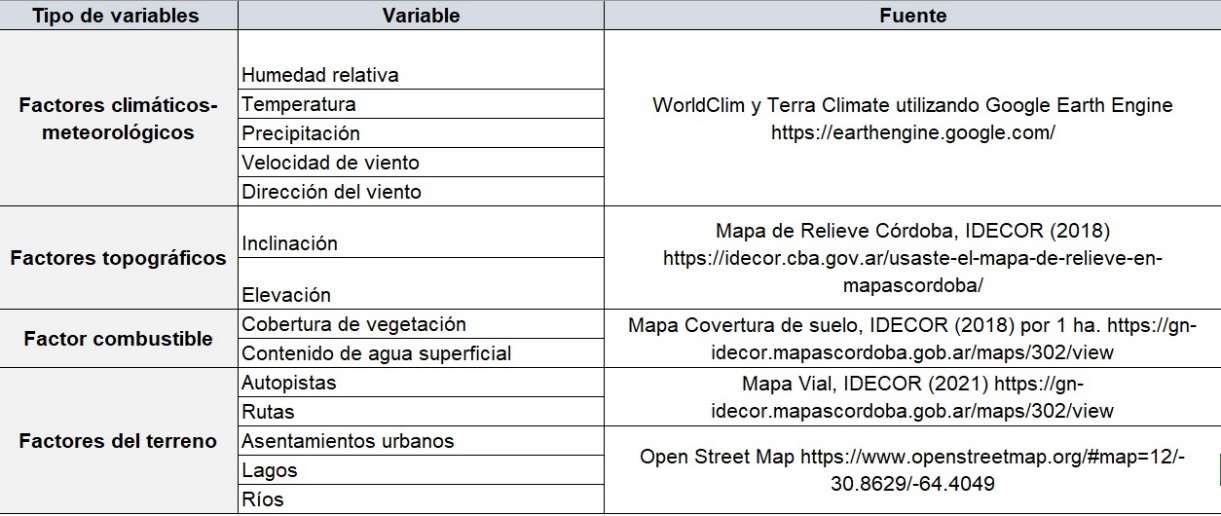 Tipo de variables
Variable
Fuente
Factores climáticos-
meteorológicos
Humedad relativa
Temperatura
Precipitación
Velocidad de viento
Dirección del viento
WorldClim y Terra Climate utilizando Google Earth Engine
https://earthengine.google.com/
Factores topográficos
Inclinación
Elevación
Mapa de Relieve Córdoba, IDECOR (2018)
https://idecor.cba.gov.ar/usaste-el-mapa-de-relieve-en-
mapascordoba/
Factor combustible
Cobertura de vegetación
Contenido de agua superficial
Mapa Covertura de suelo, IDECOR (2018) por 1 ha. https://gn-
idecor.mapascordoba.gob.ar/maps/302/view
Factores del terreno
Autopistas
Rutas
Mapa Vial, IDECOR (2021) https://gn-
idecor.mapascordoba.gob.ar/maps/302/view
Asentamientos urbanos
Lagos
Ríos
Open Street Map https://www.openstreetmap.org/#map=12/-
30.8629/-64.4049